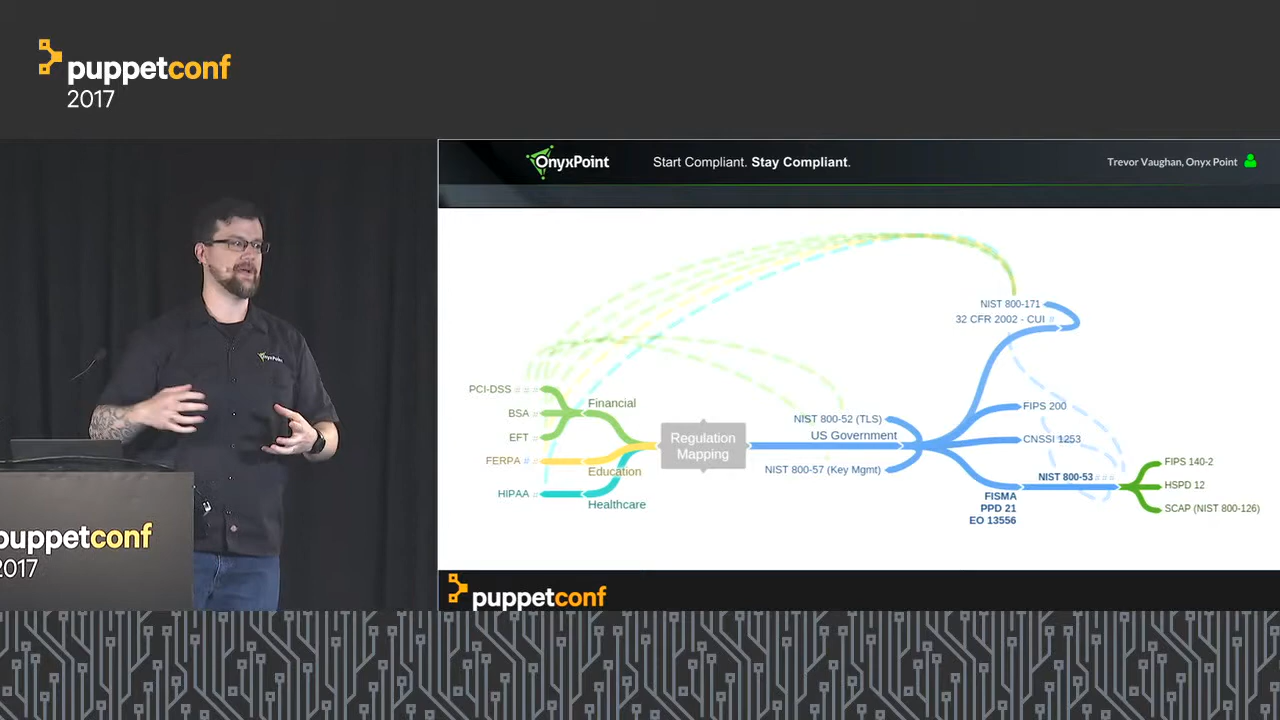 puppetconf
2017
OnyxPoint
Start Compliant. Stay Compliant.
Trevor Vaughan, Onyx Point
NIST 800-171
32 CFR 2002 - CUI #
PCI-DSS # # #
Financial
BSA #
EFT #
FERPA #
Education
HIPAA #
Healthcare
Regulation
Mapping
NIST 800-52 (TLS)
US Government
NIST 800-57 (Key Mgmt)
FIPS 200
CNSSI 1253
NIST 800-53 # # #
FISMA
PPD 21
EO 13556
FIPS 140-2
HSPD 12
SCAP (NIST 800-126)
OnyxPoint
puppetconf
2017
puppetconf